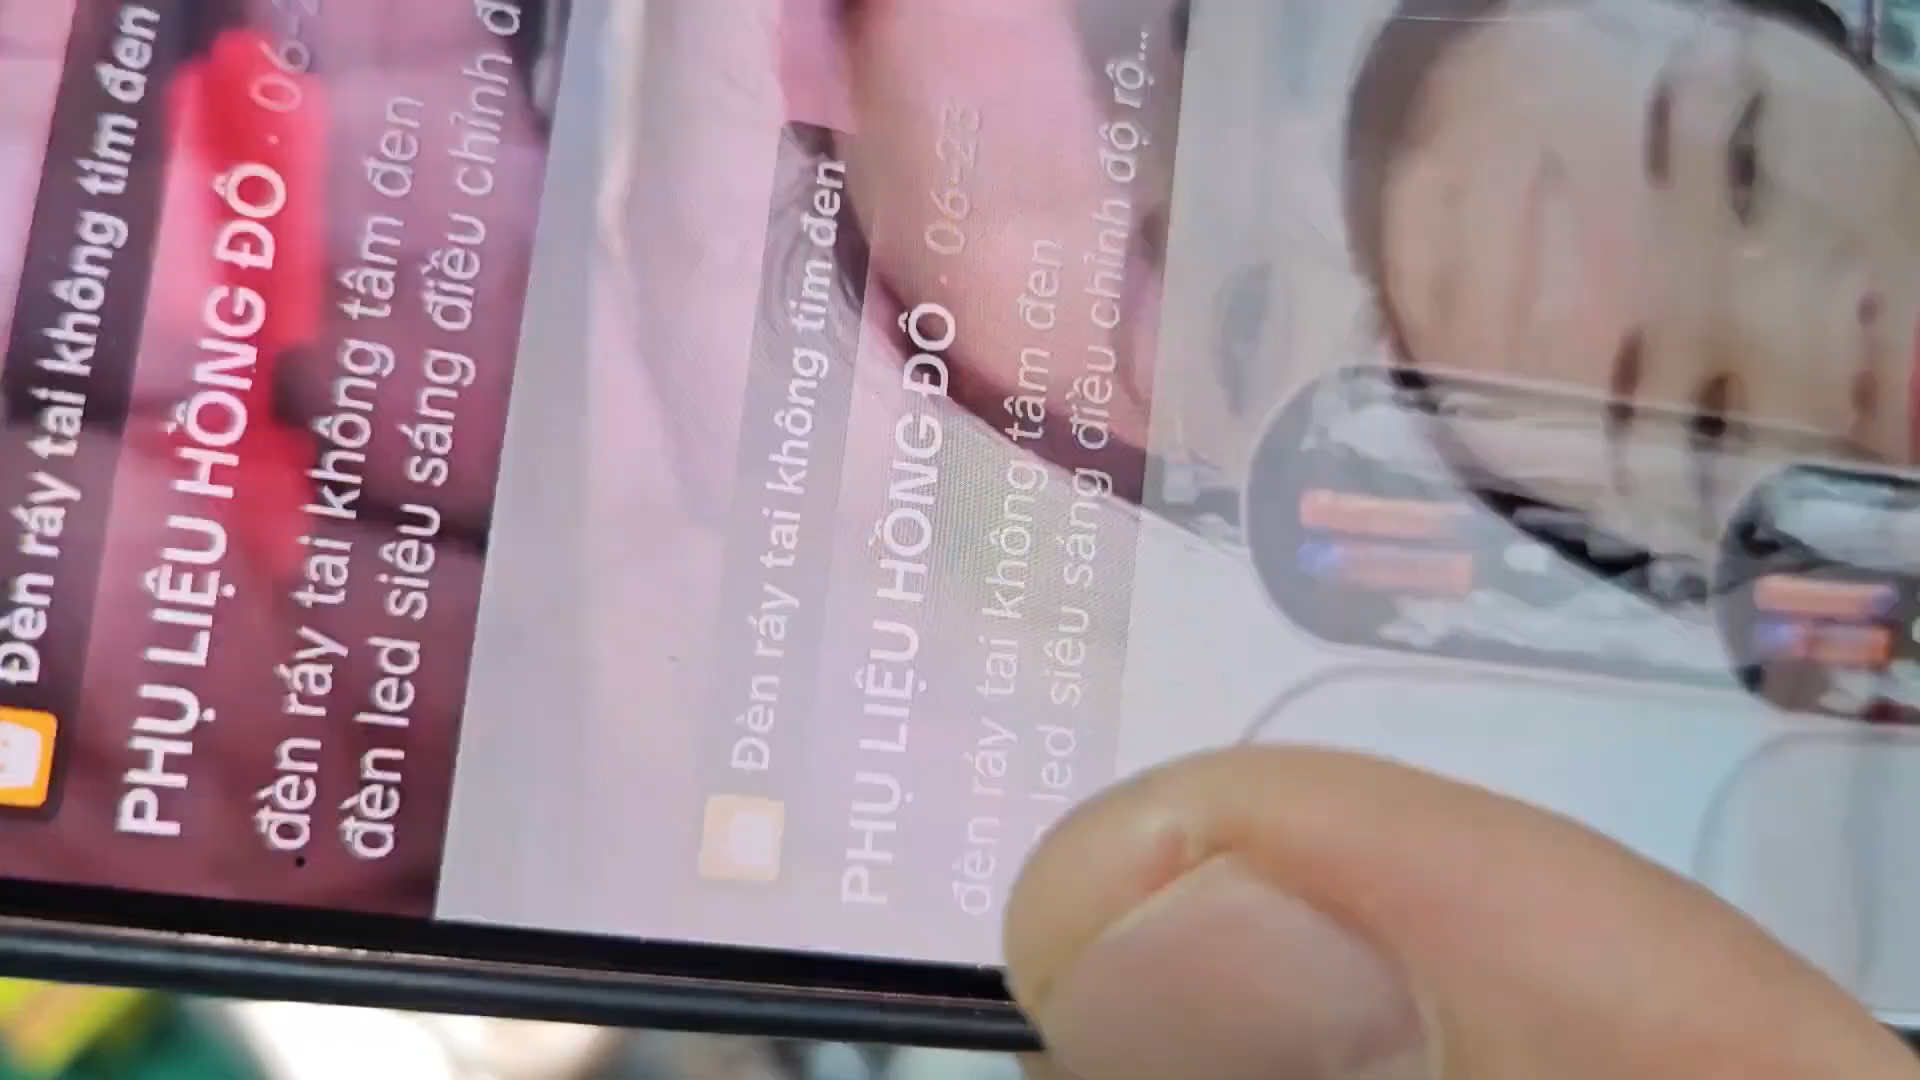 Đèn ráy tai không tim đen
PHỤ LIỆU HỒNG ĐÔ · 06-2
đèn ráy tai không tâm đen
đèn led siêu sáng điều chỉnh đ
Đèn ráy tai không tim đen
PHỤ LIỆU HỒNG ĐÔ · 06-23
đèn ráy tai không tâm đen
led siêu sáng điều chỉnh độ rộ...